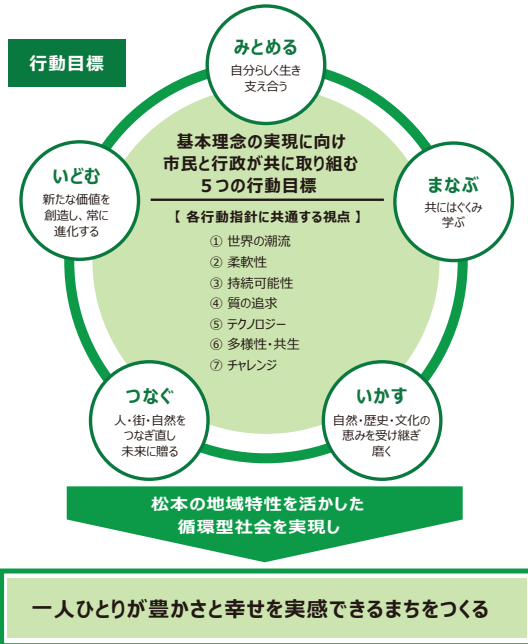 行動目標
みとめる
自分らしく生き
支え合う
基本理念の実現に向け
市民と行政が共に取り組む
５つの行動目標
【 各行動指針に共通する視点 】
① 世界の潮流
② 柔軟性
③ 持続可能性
④ 質の追求
⑤ テクノロジー
⑥ 多様性・共生
⑦ チャレンジ
まなぶ
共にはぐくみ
学ぶ
いかす
自然・歴史・文化の
恵みを受け継ぎ
磨く
つなぐ
人・街・自然を
つなぎ直し
未来に贈る
いどむ
新たな価値を
創造し、常に
進化する
松本の地域特性を活かした
循環型社会を実現し
一人ひとりが豊かさと幸せを実感できるまちをつくる